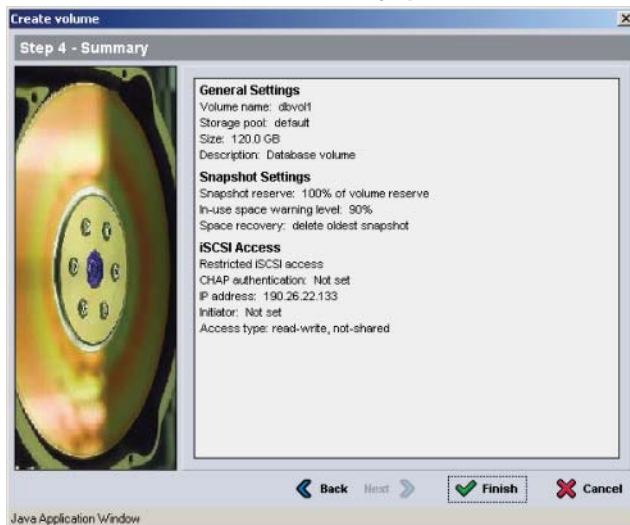 Create volume
Step 4 - Summary
General Settings
Volume name: dbvol1
Storage pool: default
Size: 120.0 GB
Description: Database volume
Snapshot Settings
Snapshot reserve: 100% of volume reserve
In-use space warning level: 90%
Space recovery: delete oldest snapshot
iSCSI Access
Restricted iSCSI access
CHAP authentication: Not set
IP address: 190.26.22.133
Initiator: Not set
Access type: read-write, not-shared
Back Next Finish Cancel
Java Application Window